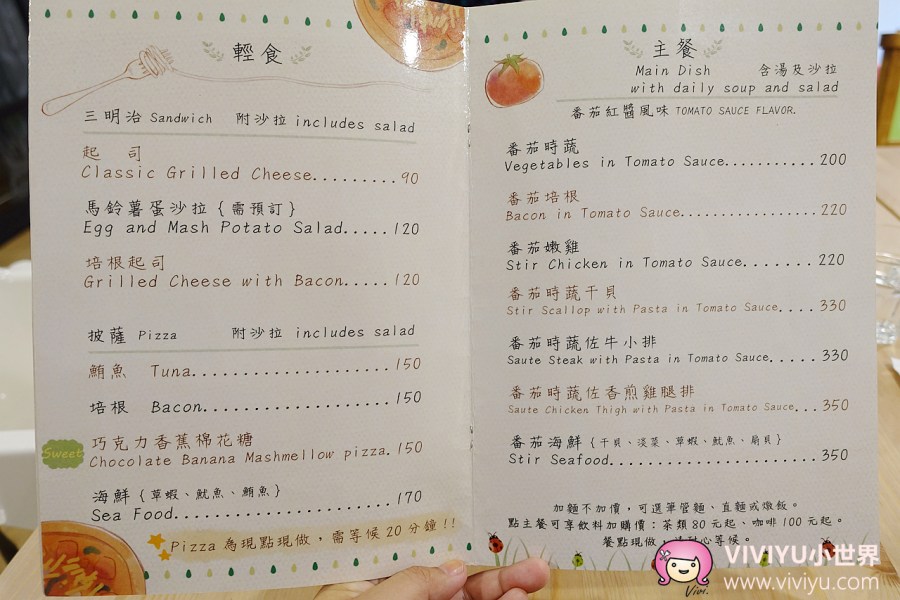 輕食
三明治 Sandwich 附沙拉 includes salad
起 司
Classic Grilled Cheese.........90
馬鈴薯蛋沙拉{需預訂}
Egg and Mash Potato Salad.....120
培根起司
Grilled Cheese with Bacon.....120
披薩 Pizza 附沙拉 includes salad
鮪魚 Tuna........................150
培根 Bacon.......................150
Sweet
巧克力香蕉棉花糖
Chocolate Banana Mashmellow pizza.150
海鮮{草蝦、魷魚、鮪魚}
Sea Food.........................170
Pizza 為現點現做，需等候20分鐘!!
主餐
Main Dish 含湯及沙拉
with daily soup and salad
番茄紅醬風味 TOMATO SAUCE FLAVOR.
番茄時蔬
Vegetables in Tomato Sauce...........200
番茄培根
Bacon in Tomato Sauce.................220
番茄嫩雞
Stir Chicken in Tomato Sauce.........220
番茄時蔬干貝
Stir Scallop with Pasta in Tomato Sauce.....330
番茄時蔬佐牛小排
Saute Steak with Pasta in Tomato Sauce......330
番茄時蔬佐香煎雞腿排
Saute Chicken Thigh with Pasta in Tomato Sauce...350
番茄海鮮{干貝、淡菜、草蝦、魷魚、扇貝}
Stir Seafood..........................350
加麵不加價，可選筆管麵、直麵或燉飯。
點主餐可享飲料加購價：茶類80元起、咖啡100元起。
餐點現做，請耐心等候。
Vivi.
VIVIYU小世界
www.viviyu.com